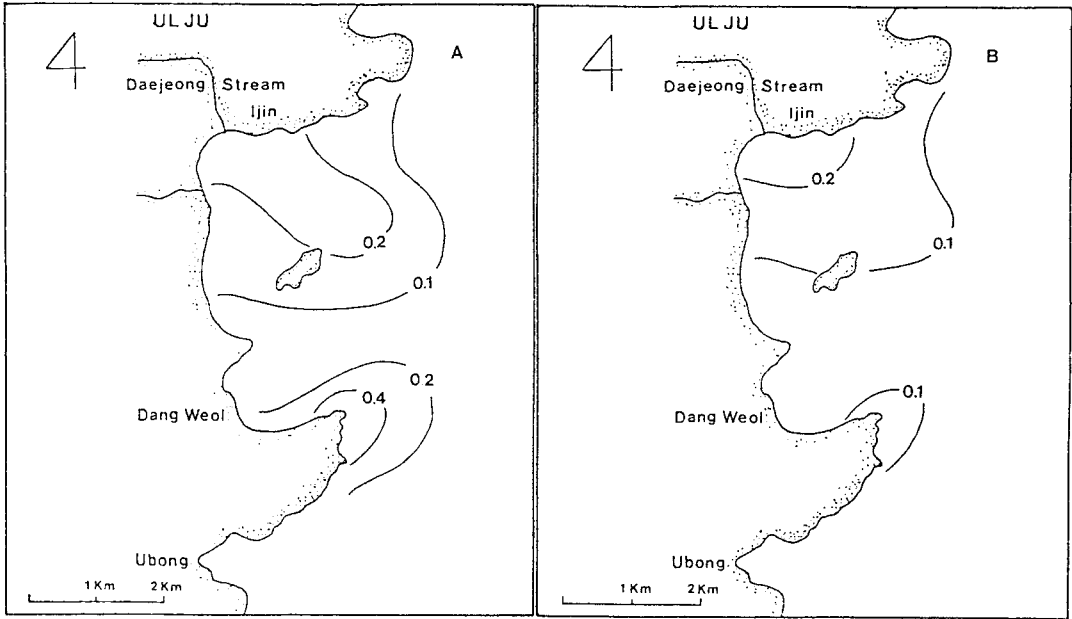 UL JU
A
Daejeong Stream
Ijin
0.2
0.1
0.2
0.4
Dang Weol
Ubong
1 Km 2 Km
UL JU
B
Daejeong Stream
Ijin
0.2
0.1
0.1
Dang Weol
Ubong
1 Km 2 Km